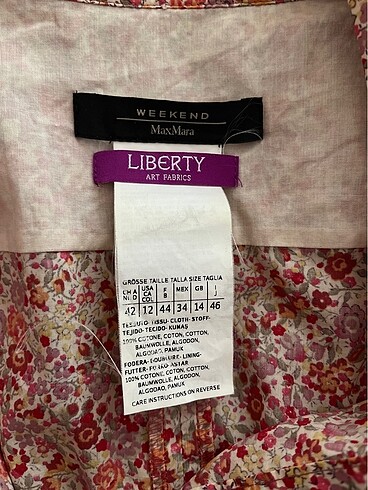 WEEKEND
MaxMara
LIBERTY
ART FABRICS
GRÖSSE TAILLE TALLA SIZE TAGLIA
CH A N D USA CA COL F B MEX GB I J
42 12 44 34 14 46
TESSUTO-TISSU-CLOTH-STOFF-
TEJIDO-TECIDO-KUMAŞ
100% COTONE, COTON, COTTON,
BAUMWOLLE, ALGODON,
ALGODAO, PAMUK
FODERA-DOUBLURE-LINING-
FUTTER-FORRO-ASTAR
100% COTONE, COTON, COTTON,
BAUMWOLLE, ALGODON,
ALGODAO, PAMUK
CARE INSTRUCTIONS ON REVERSE